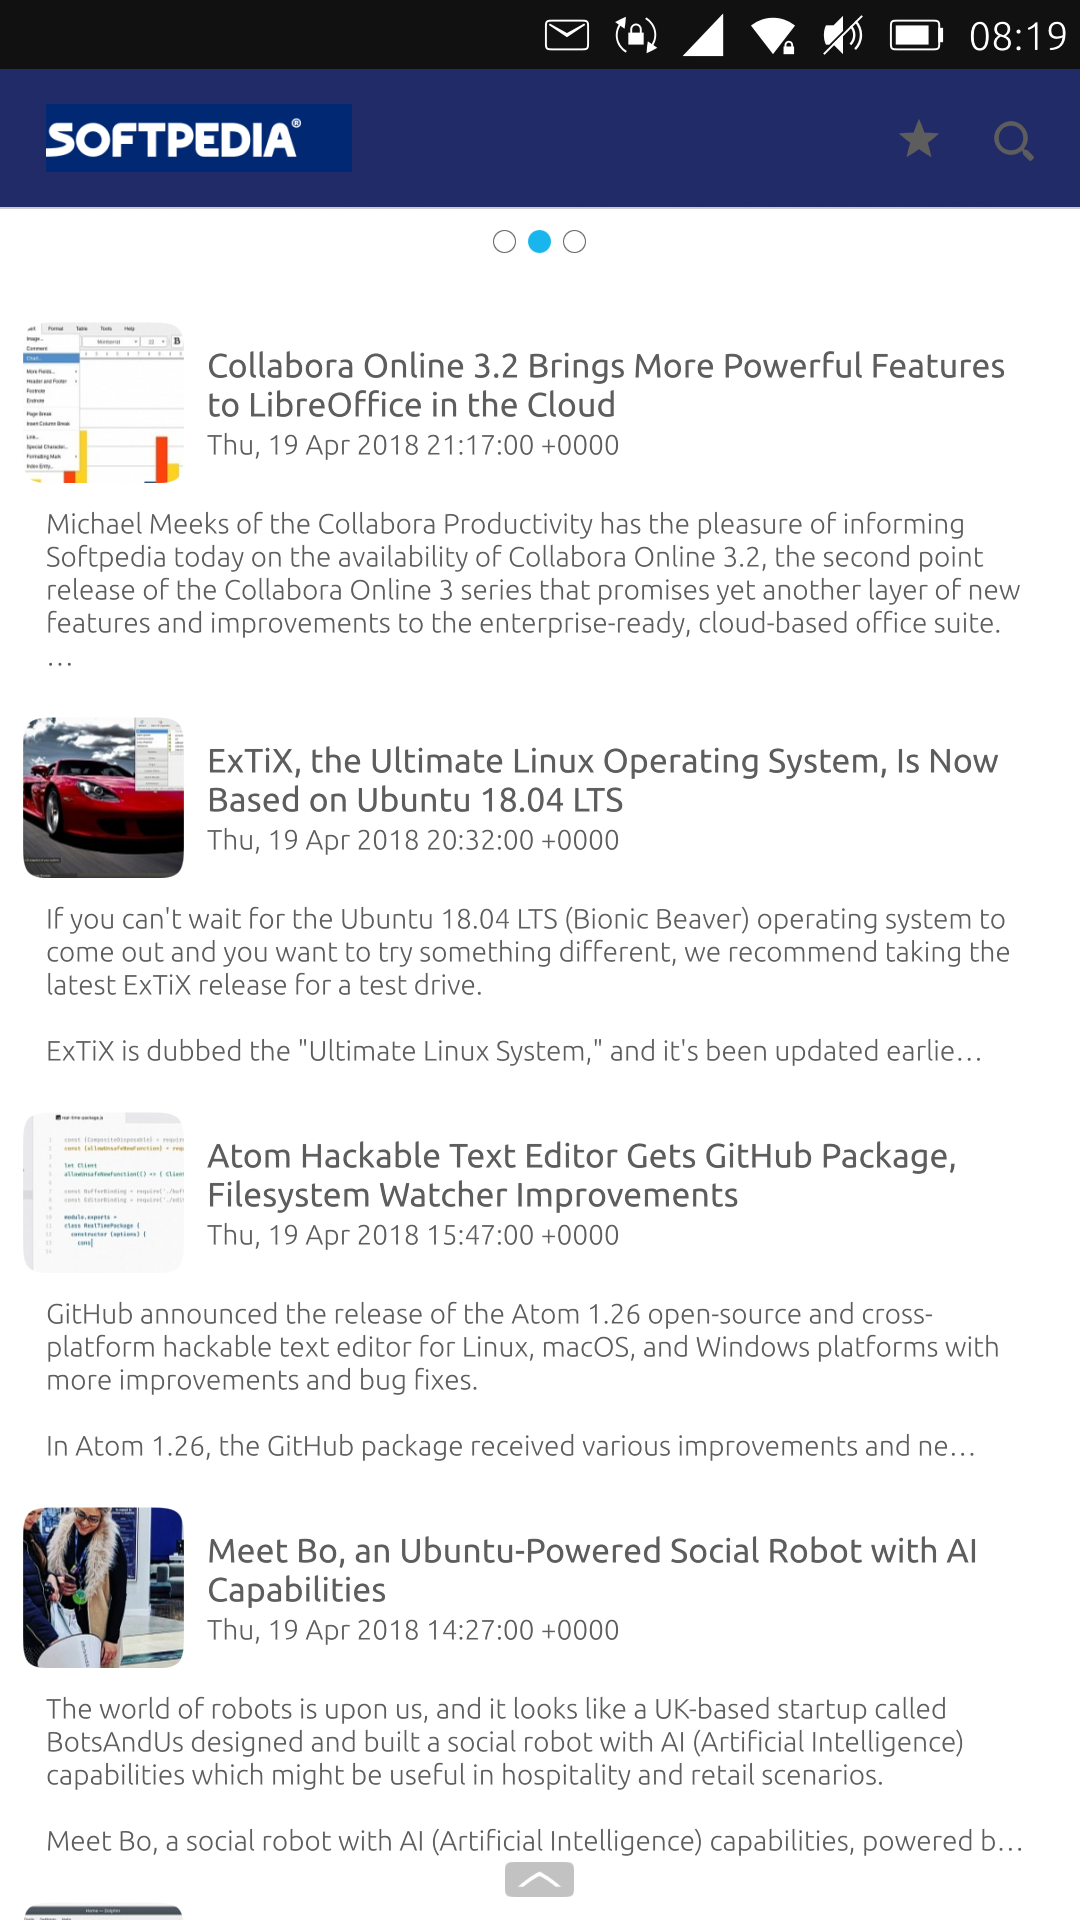 08:19
SOFTPEDIA®
Format Table Tools Help
Collabora Online 3.2 Brings More Powerful Features
to LibreOffice in the Cloud
Thu, 19 Apr 2018 21:17:00 +0000
Michael Meeks of the Collabora Productivity has the pleasure of informing
Softpedia today on the availability of Collabora Online 3.2, the second point
release of the Collabora Online 3 series that promises yet another layer of new
features and improvements to the enterprise-ready, cloud-based office suite.
...
ExTiX, the Ultimate Linux Operating System, Is Now
Based on Ubuntu 18.04 LTS
Thu, 19 Apr 2018 20:32:00 +0000
If you can't wait for the Ubuntu 18.04 LTS (Bionic Beaver) operating system to
come out and you want to try something different, we recommend taking the
latest ExTiX release for a test drive.
ExTiX is dubbed the "Ultimate Linux System," and it's been updated earlie...
Atom Hackable Text Editor Gets GitHub Package,
Filesystem Watcher Improvements
Thu, 19 Apr 2018 15:47:00 +0000
GitHub announced the release of the Atom 1.26 open-source and cross-
platform hackable text editor for Linux, macOS, and Windows platforms with
more improvements and bug fixes.
In Atom 1.26, the GitHub package received various improvements and ne...
Meet Bo, an Ubuntu-Powered Social Robot with AI
Capabilities
Thu, 19 Apr 2018 14:27:00 +0000
The world of robots is upon us, and it looks like a UK-based startup called
BotsAndUs designed and built a social robot with AI (Artificial Intelligence)
capabilities which might be useful in hospitality and retail scenarios.
Meet Bo, a social robot with AI (Artificial Intelligence) capabilities, powered b...